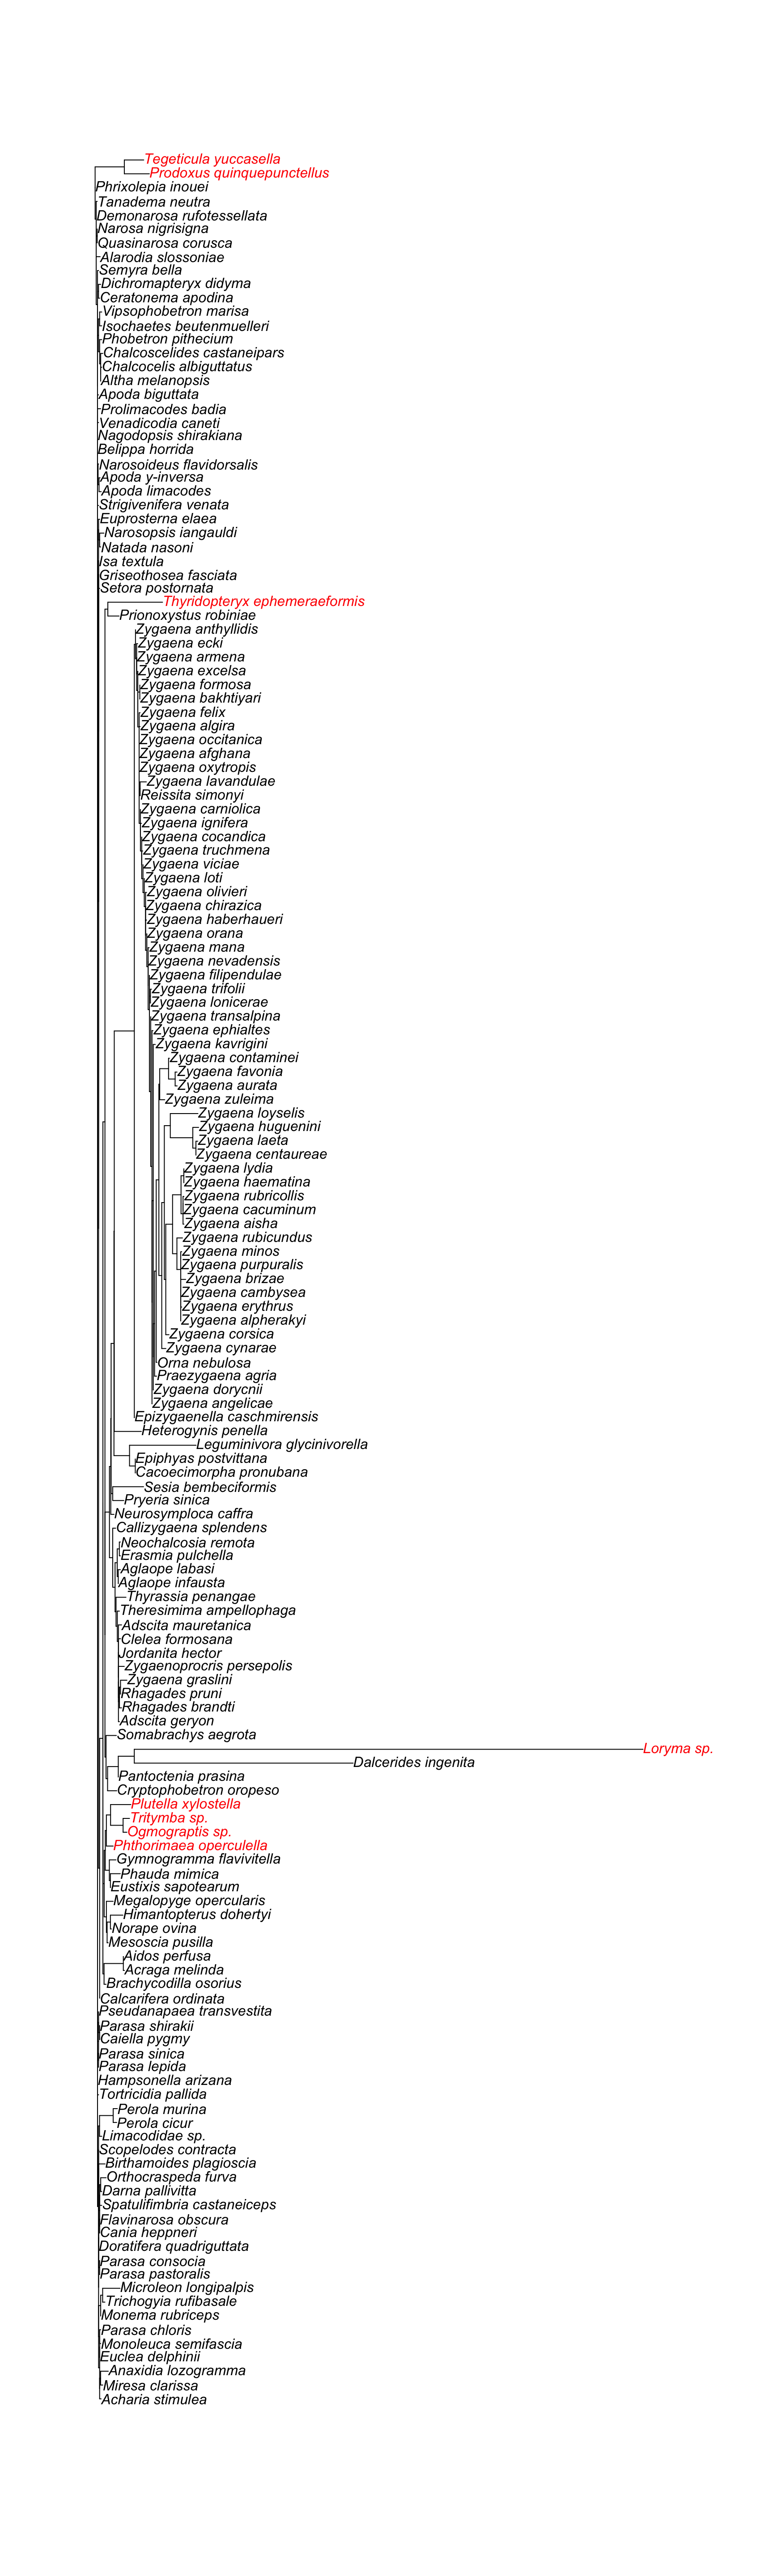 Tegeticula yuccasella
Prodoxus quinquepunctellus
Phrixolepia inouei
Tanadema neutra
Demonarosa rufotessellata
Narosa nigrisigna
Quasinarosa corusca
Alarodia slossoniae
Semyra bella
Dichromapteryx didyma
Ceratonema apodina
Vipsophobetron marisa
Isochaetes beutenmuelleri
Phobetron pithecium
Chalcoscelides castaneipars
Chalcocelis albiguttatus
Altha melanopsis
Apoda biguttata
Prolimacodes badia
Venadicodia caneti
Nagodopsis shirakiana
Belippa horrida
Narosoideus flavidorsalis
Apoda y-inversa
Apoda limacodes
Strigivenifera venata
Euprosterna elaea
Narosopsis iangauldi
Natada nasoni
Isa textula
Griseothosea fasciata
Setora postornata
Thyridopteryx ephemeraeformis
Prionoxystus robiniae
Zygaena anthyllidis
Zygaena ecki
Zygaena armena
Zygaena excelsa
Zygaena formosa
Zygaena bakhtiyari
Zygaena felix
Zygaena algira
Zygaena occitanica
Zygaena afghana
Zygaena oxytropis
Zygaena lavandulae
Reissita simonyi
Zygaena carniolica
Zygaena ignifera
Zygaena cocandica
Zygaena truchmena
Zygaena viciae
Zygaena loti
Zygaena olivieri
Zygaena chirazica
Zygaena haberhaueri
Zygaena orana
Zygaena mana
Zygaena nevadensis
Zygaena filipendulae
Zygaena trifolii
Zygaena lonicerae
Zygaena transalpina
Zygaena ephialtes
Zygaena kavrigini
Zygaena contaminei
Zygaena favonia
Zygaena aurata
Zygaena zuleima
Zygaena loyselis
Zygaena huguenini
Zygaena laeta
Zygaena centaureae
Zygaena lydia
Zygaena haematina
Zygaena rubricollis
Zygaena cacuminum
Zygaena aisha
Zygaena rubicundus
Zygaena minos
Zygaena purpuralis
Zygaena brizae
Zygaena cambysea
Zygaena erythrus
Zygaena alpherakyi
Zygaena corsica
Zygaena cynarae
Orna nebulosa
Praezygaena agria
Zygaena dorycnii
Zygaena angelicae
Epizygaenella caschmirensis
Heterogynis penella
Leguminivora glycinivorella
Epiphyas postvittana
Cacoecimorpha pronubana
Sesia bembeciformis
Pryeria sinica
Neurosymploca caffra
Callizygaena splendens
Neochalcosia remota
Erasmia pulchella
Aglaope labasi
Aglaope infausta
Thyrassia penangae
Theresimima ampellophaga
Adscita mauretanica
Clelea formosana
Jordanita hector
Zygaenoprocris persepolis
Zygaena graslini
Rhagades pruni
Rhagades brandti
Adscita geryon
Somabrachys aegrota
Loryma sp.
Dalcerides ingenita
Pantoctenia prasina
Cryptophobetron oropeso
Plutella xylostella
Tritymba sp.
Ogmograptis sp.
Phthorimaea operculella
Gymnogramma flavivitella
Phauda mimica
Eustixis sapotearum
Megalopyge opercularis
Himantopterus dohertyi
Norape ovina
Mesoscia pusilla
Aidos perfusa
Acraga melinda
Brachycodilla osorius
Calcarifera ordinata
Pseudanapaea transvestita
Parasa shirakii
Caiella pygmy
Parasa sinica
Parasa lepida
Hampsonella arizana
Tortricidia pallida
Perola murina
Perola cicur
Limacodidae sp.
Scopelodes contracta
Birthamoides plagioscia
Orthocraspeda furva
Darna pallivitta
Spatulifimbria castaneiceps
Flavinarosa obscura
Cania heppneri
Doratifera quadriguttata
Parasa consocia
Parasa pastoralis
Microleon longipalpis
Trichogyia rufibasale
Monema rubriceps
Parasa chloris
Monoleuca semifascia
Euclea delphinii
Anaxidia lozogramma
Miresa clarissa
Acharia stimulea